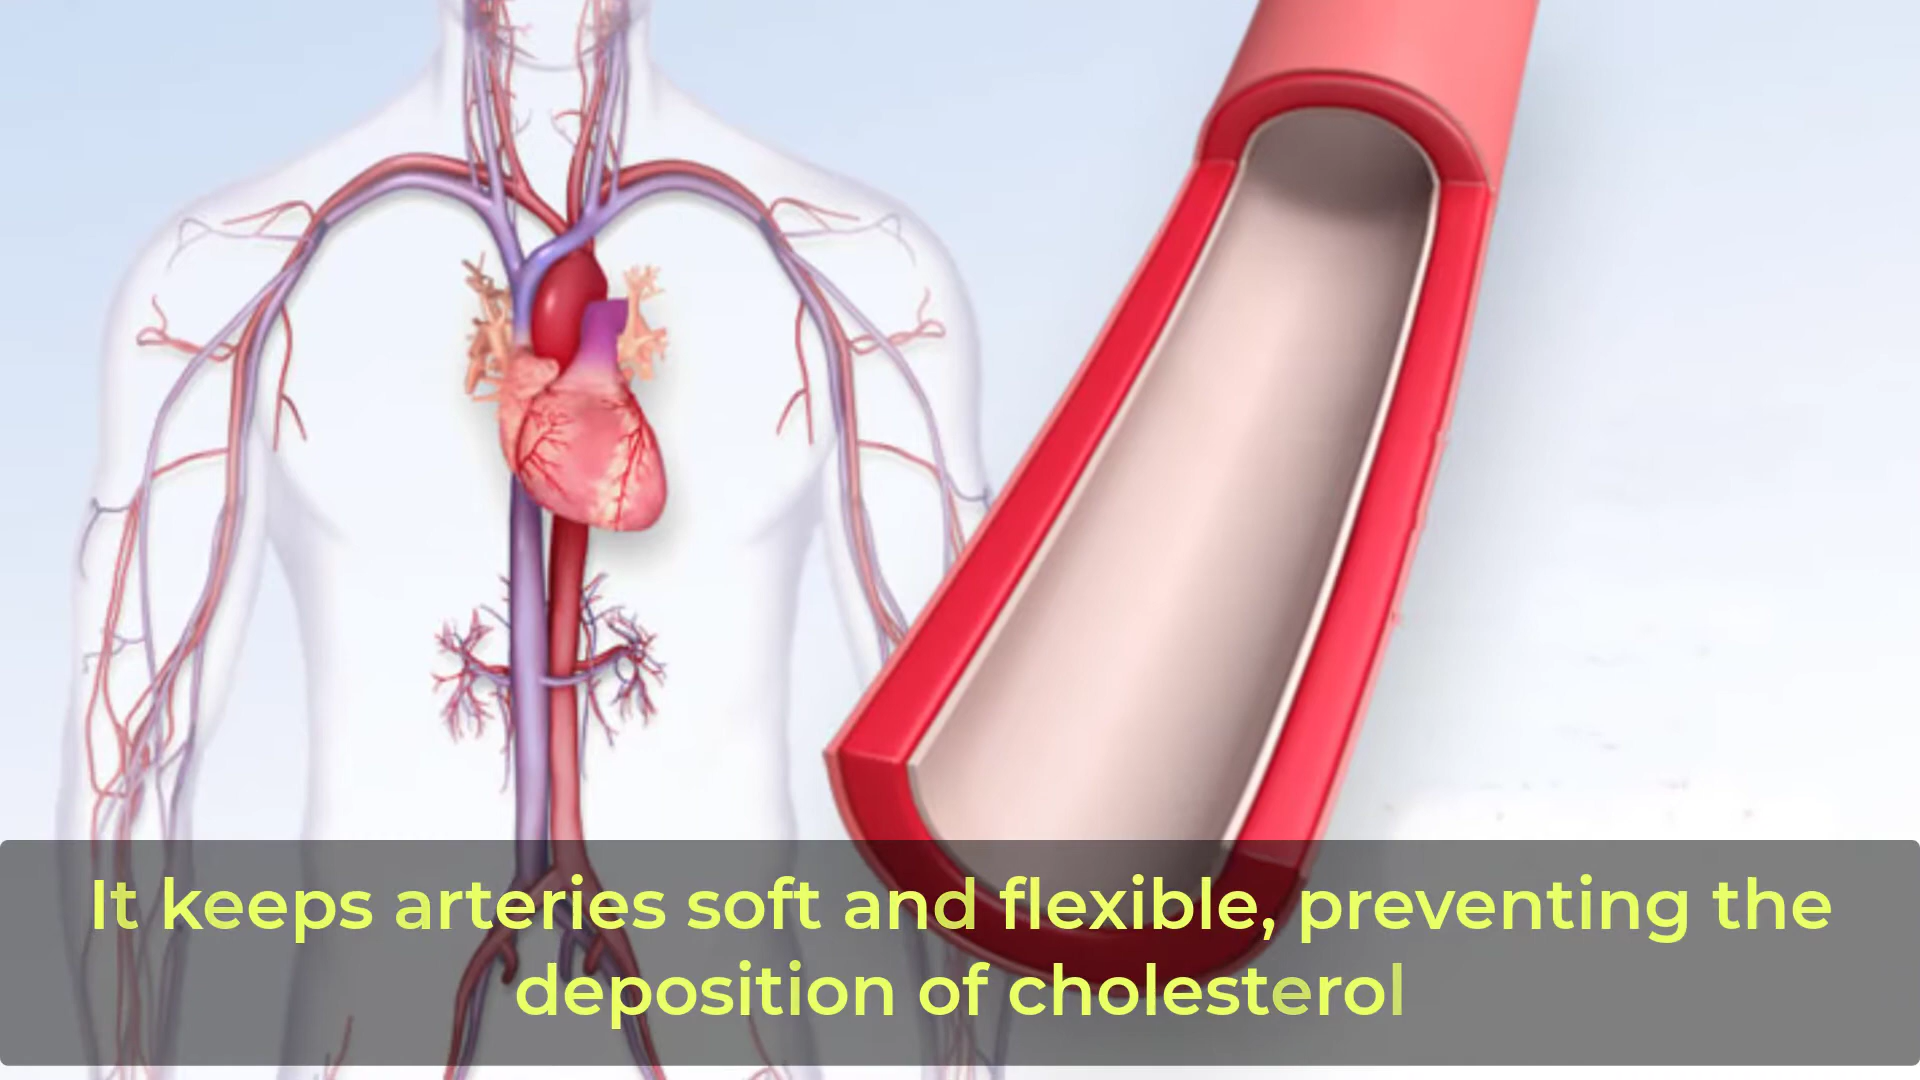 It keeps arteries soft and flexible, preventing the
deposition of cholesterol